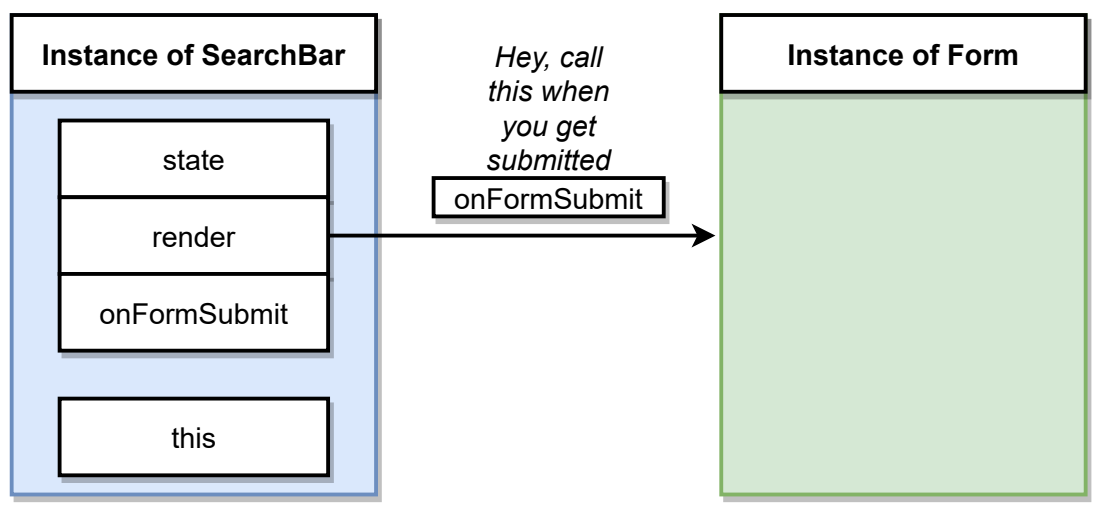 Instance of SearchBar
state
render
onFormSubmit
this
Hey, call
this when
you get
submitted
onFormSubmit
Instance of Form